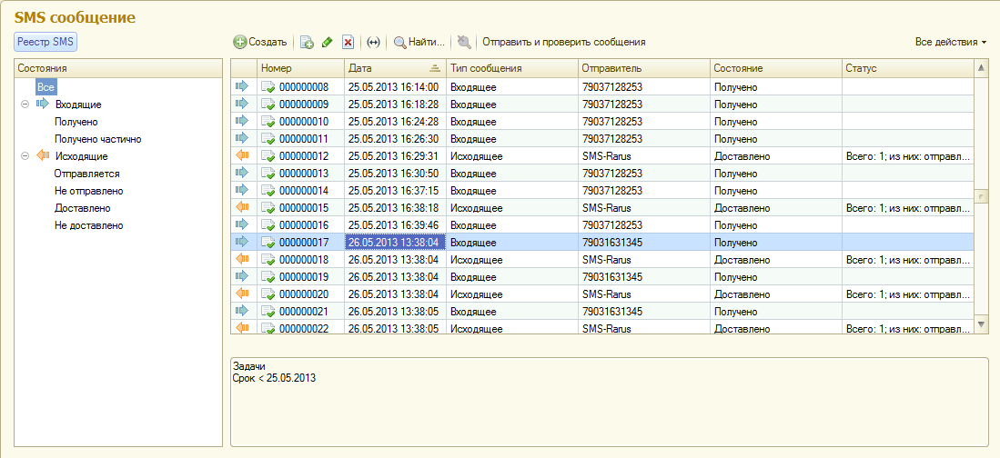 SMS сообщение
Реестр SMS
Создать Найти... Отправить и проверить сообщения Все действия
Состояния
Все
Входящие
Получено
Получено частично
Исходящие
Отправляется
Не отправлено
Доставлено
Не доставлено
Номер Дата Тип сообщения Отправитель Состояние Статус
000000008 25.05.2013 16:14:00 Входящее 79037128253 Получено
000000009 25.05.2013 16:18:28 Входящее 79037128253 Получено
000000010 25.05.2013 16:24:28 Входящее 79037128253 Получено
000000011 25.05.2013 16:26:30 Входящее 79037128253 Получено
000000012 25.05.2013 16:29:31 Исходящее SMS-Rarus Доставлено Всего: 1; из них: отправл...
000000013 25.05.2013 16:30:50 Входящее 79037128253 Получено
000000014 25.05.2013 16:37:15 Входящее 79037128253 Получено
000000015 25.05.2013 16:38:18 Исходящее SMS-Rarus Доставлено Всего: 1; из них: отправл...
000000016 25.05.2013 16:39:46 Входящее 79037128253 Получено
000000017 26.05.2013 13:38:04 Входящее 79031631345 Получено
000000018 26.05.2013 13:38:04 Исходящее SMS-Rarus Доставлено Всего: 1; из них: отправл...
000000019 26.05.2013 13:38:04 Входящее 79031631345 Получено
000000020 26.05.2013 13:38:04 Исходящее SMS-Rarus Доставлено Всего: 1; из них: отправл...
000000021 26.05.2013 13:38:05 Входящее 79031631345 Получено
000000022 26.05.2013 13:38:05 Исходящее SMS-Rarus Доставлено Всего: 1; из них: отправл...
Задачи
Срок < 25.05.2013